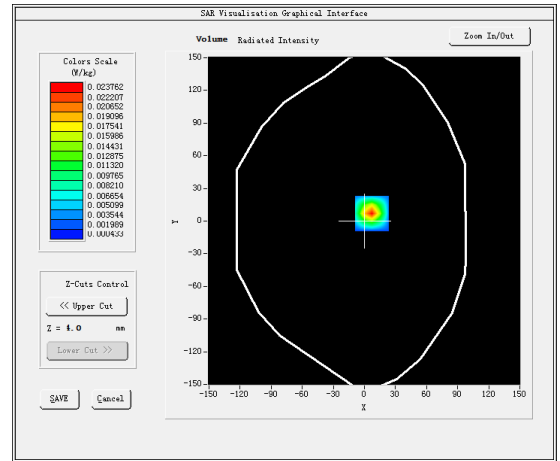 SAR Visualisation Graphical Interface
Volume Radiated Intensity
Zoom In/Out
Colors Scale
(W/kg)
0.023762
0.022207
0.020652
0.019096
0.017541
0.015986
0.014431
0.012875
0.011320
0.009765
0.008210
0.006654
0.005099
0.003544
0.001989
0.000433
Z-Cuts Control
<< Upper Cut
Z = 4.0 mm
Lower Cut >>
SAVE Cancel
150
120
90
60
30
0
-30
-60
-90
-120
-150
Y
-150 -120 -90 -60 -30 0 30 60 90 120 150
X